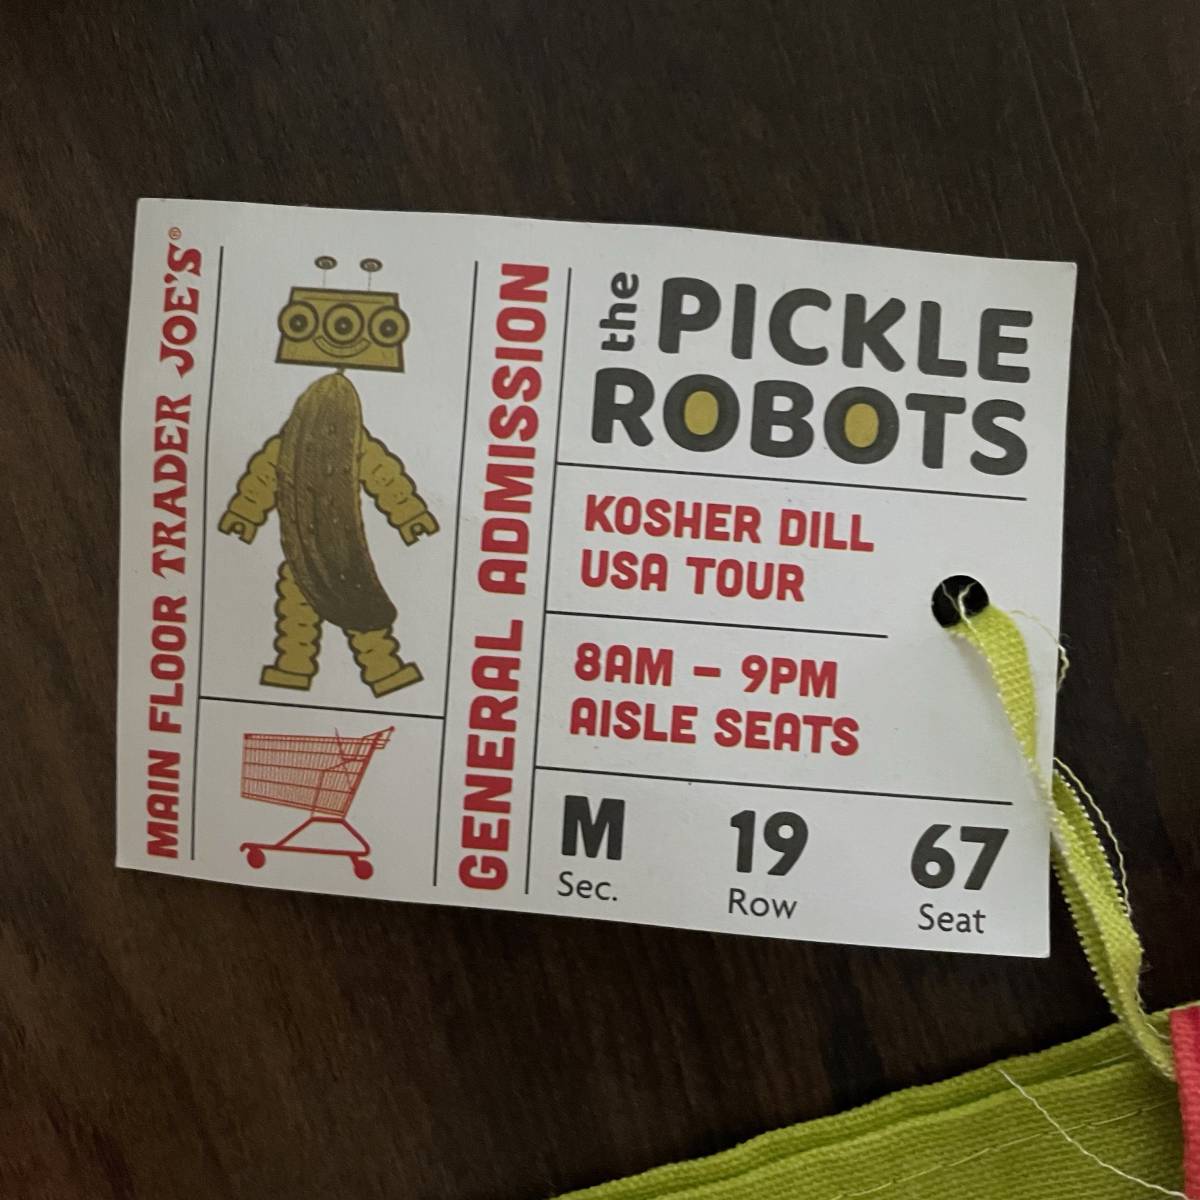 MAIN FLOOR TRADER JOE'S®
GENERAL ADMISSION
the PICKLE
ROBOTS
KOSHER DILL
USA TOUR
8AM – 9PM
AISLE SEATS
M 19 67
Sec. Row Seat